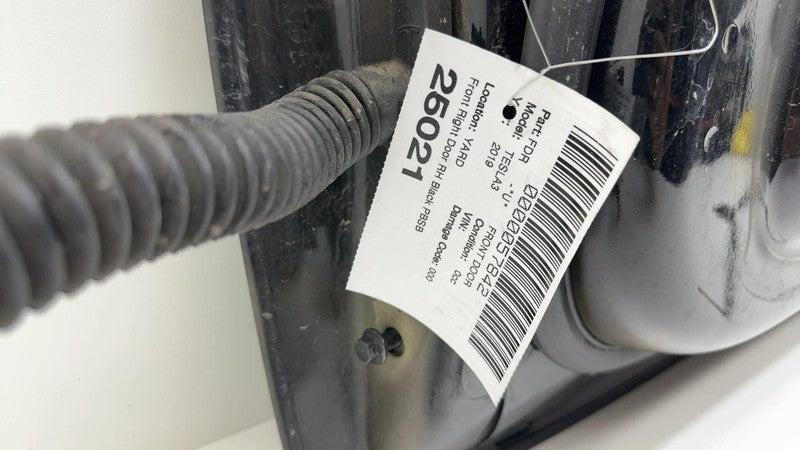 0000057842
Part: FDR -"U" FRONT DOOR
Model: TESLA3 Condition: 0cc
2019 VIN:
Damage Code: 000
Location: YARD
Front Right Door RH Black PBSB
25021